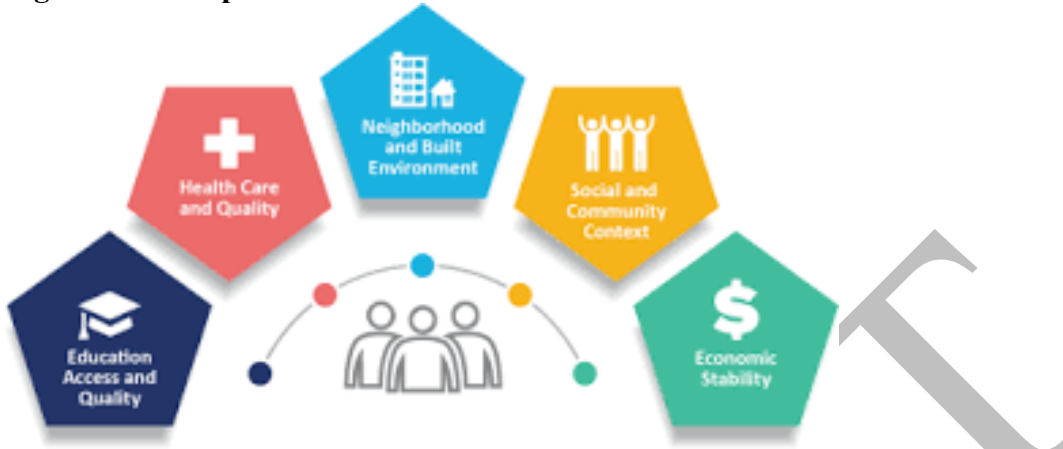 Neighborhood
and Built
Environment
Health Care
and Quality
Social and
Community
Context
Education
Access and
Quality
$
Economic
Stability